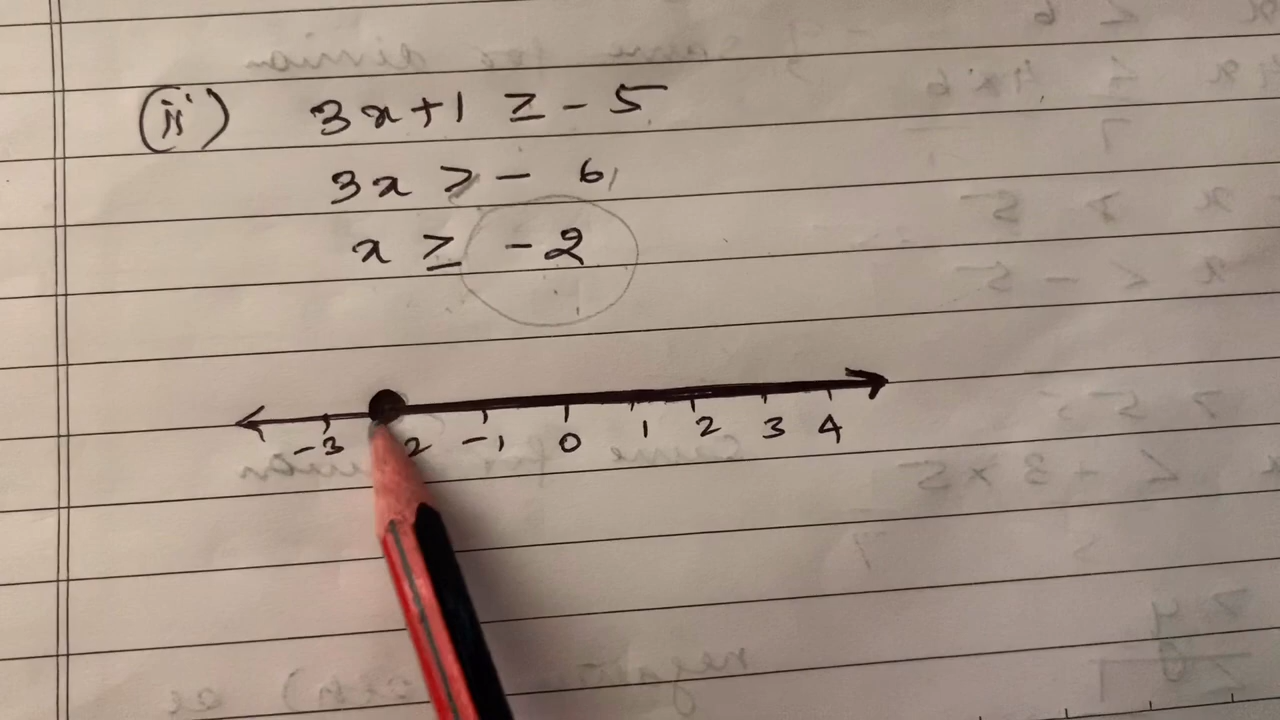 (ii) 3x+1 ≥ -5
3x > - 6
x ≥ -2
-3 2 -1 0 1 2 3 4